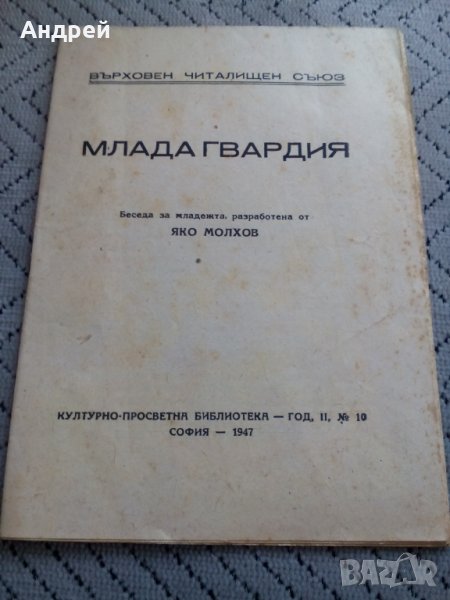 Андрей
ВЪРХОВЕН ЧИТАЛИЩЕН СЪЮЗ
МЛАДА ГВАРДИЯ
Беседа за младежта, разработена от
ЯКО МОЛХОВ
КУЛТУРНО-ПРОСВЕТНА БИБЛИОТЕКА — ГОД. II, № 10
СОФИЯ — 1947
BAZAR